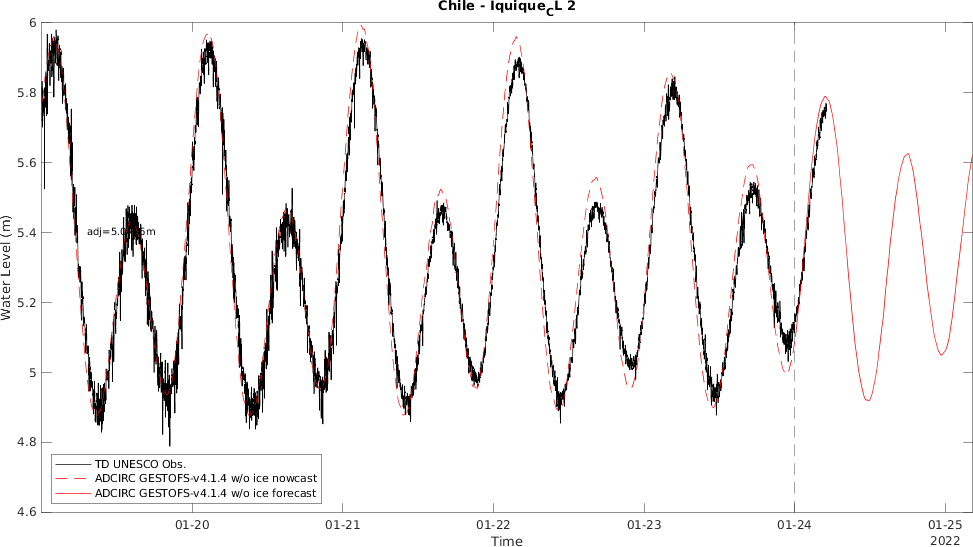 Chile - Iquique_CL 2
Water Level (m)
6
5.8
5.6
5.4
5.2
5
4.8
4.6
TD UNESCO Obs.
ADCIRC GESTOFS-v4.1.4 w/o ice nowcast
ADCIRC GESTOFS-v4.1.4 w/o ice forecast
01-20
01-21
01-22
01-23
01-24
01-25
Time
2022